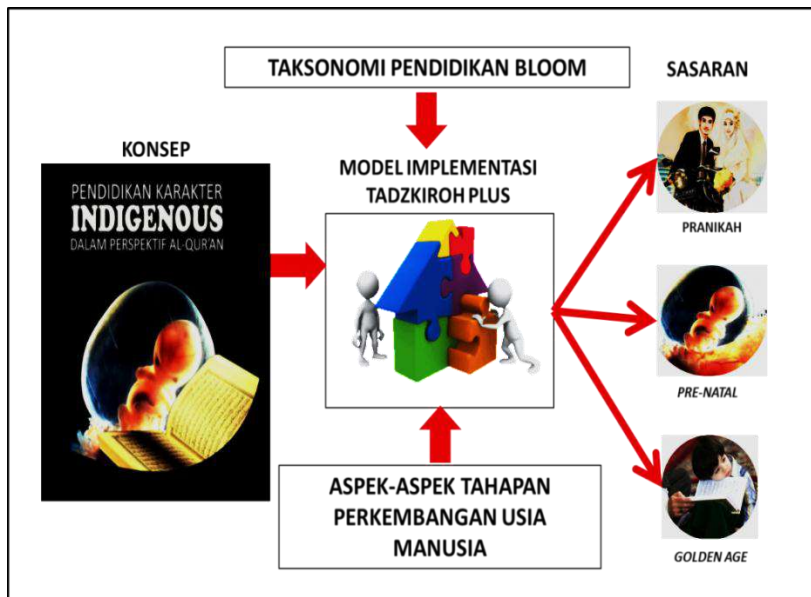 TAKSONOMI PENDIDIKAN BLOOM
SASARAN
KONSEP
PENDIDIKAN KARAKTER
INDIGENOUS
DALAM PERSPEKTIF AL-QUR'AN
MODEL IMPLEMENTASI
TADZKIROH PLUS
PRANIKAH
PRE-NATAL
ASPEK-ASPEK TAHAPAN
PERKEMBANGAN USIA
MANUSIA
GOLDEN AGE